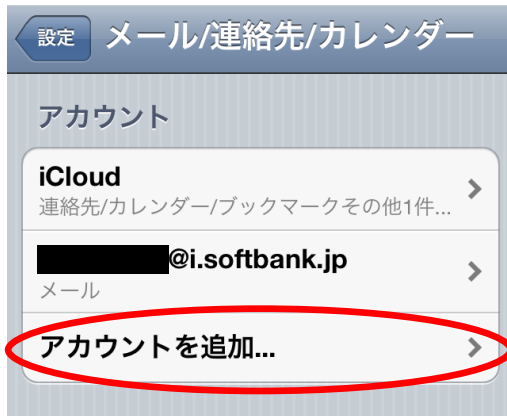 設定 メール/連絡先/カレンダー
アカウント
iCloud
連絡先/カレンダー/ブックマークその他1件...
@i.softbank.jp
メール
アカウントを追加...